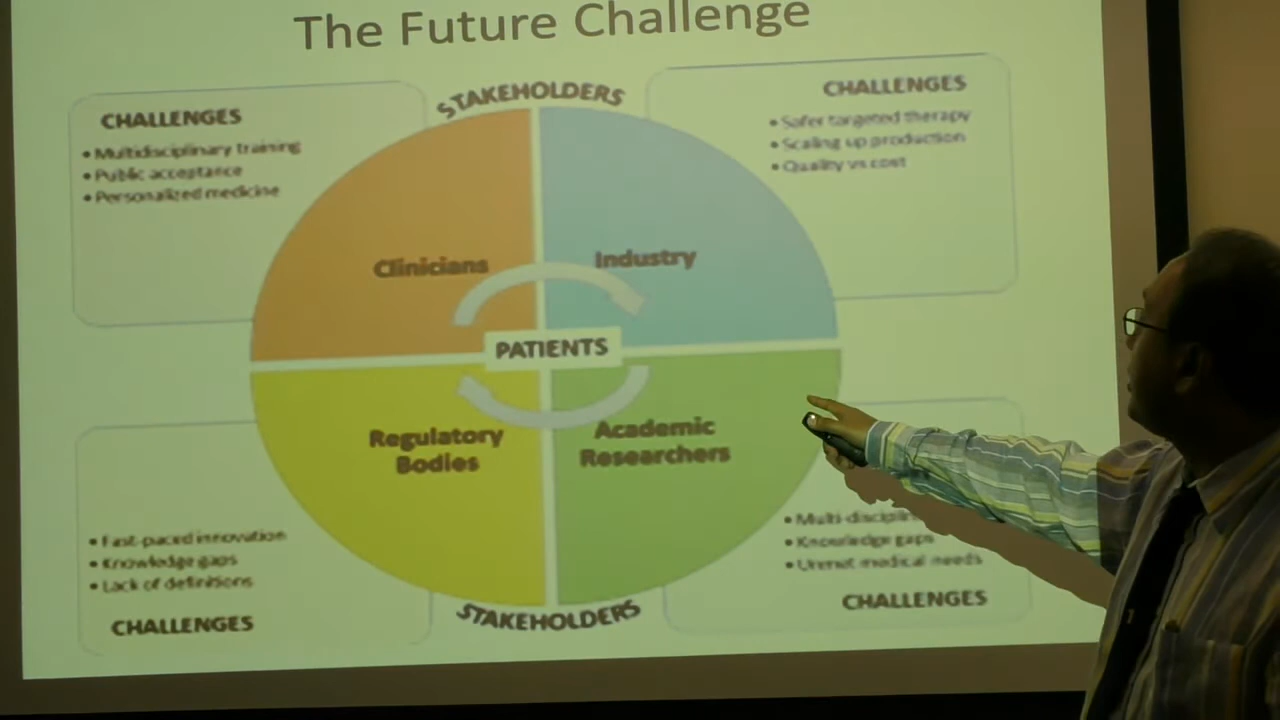 The Future Challenge
STAKEHOLDERS
CHALLENGES
• Multidisciplinary training
• Public acceptance
• Personalized medicine
CHALLENGES
• Safer targeted therapy
• Scaling up production
• Quality vs cost
Clinicians
Industry
PATIENTS
Regulatory
Bodies
Academic
Researchers
• Fast-paced innovation
• Knowledge gaps
• Lack of definitions
CHALLENGES
• Knowledge gaps
• Unmet medical needs
CHALLENGES
STAKEHOLDERS